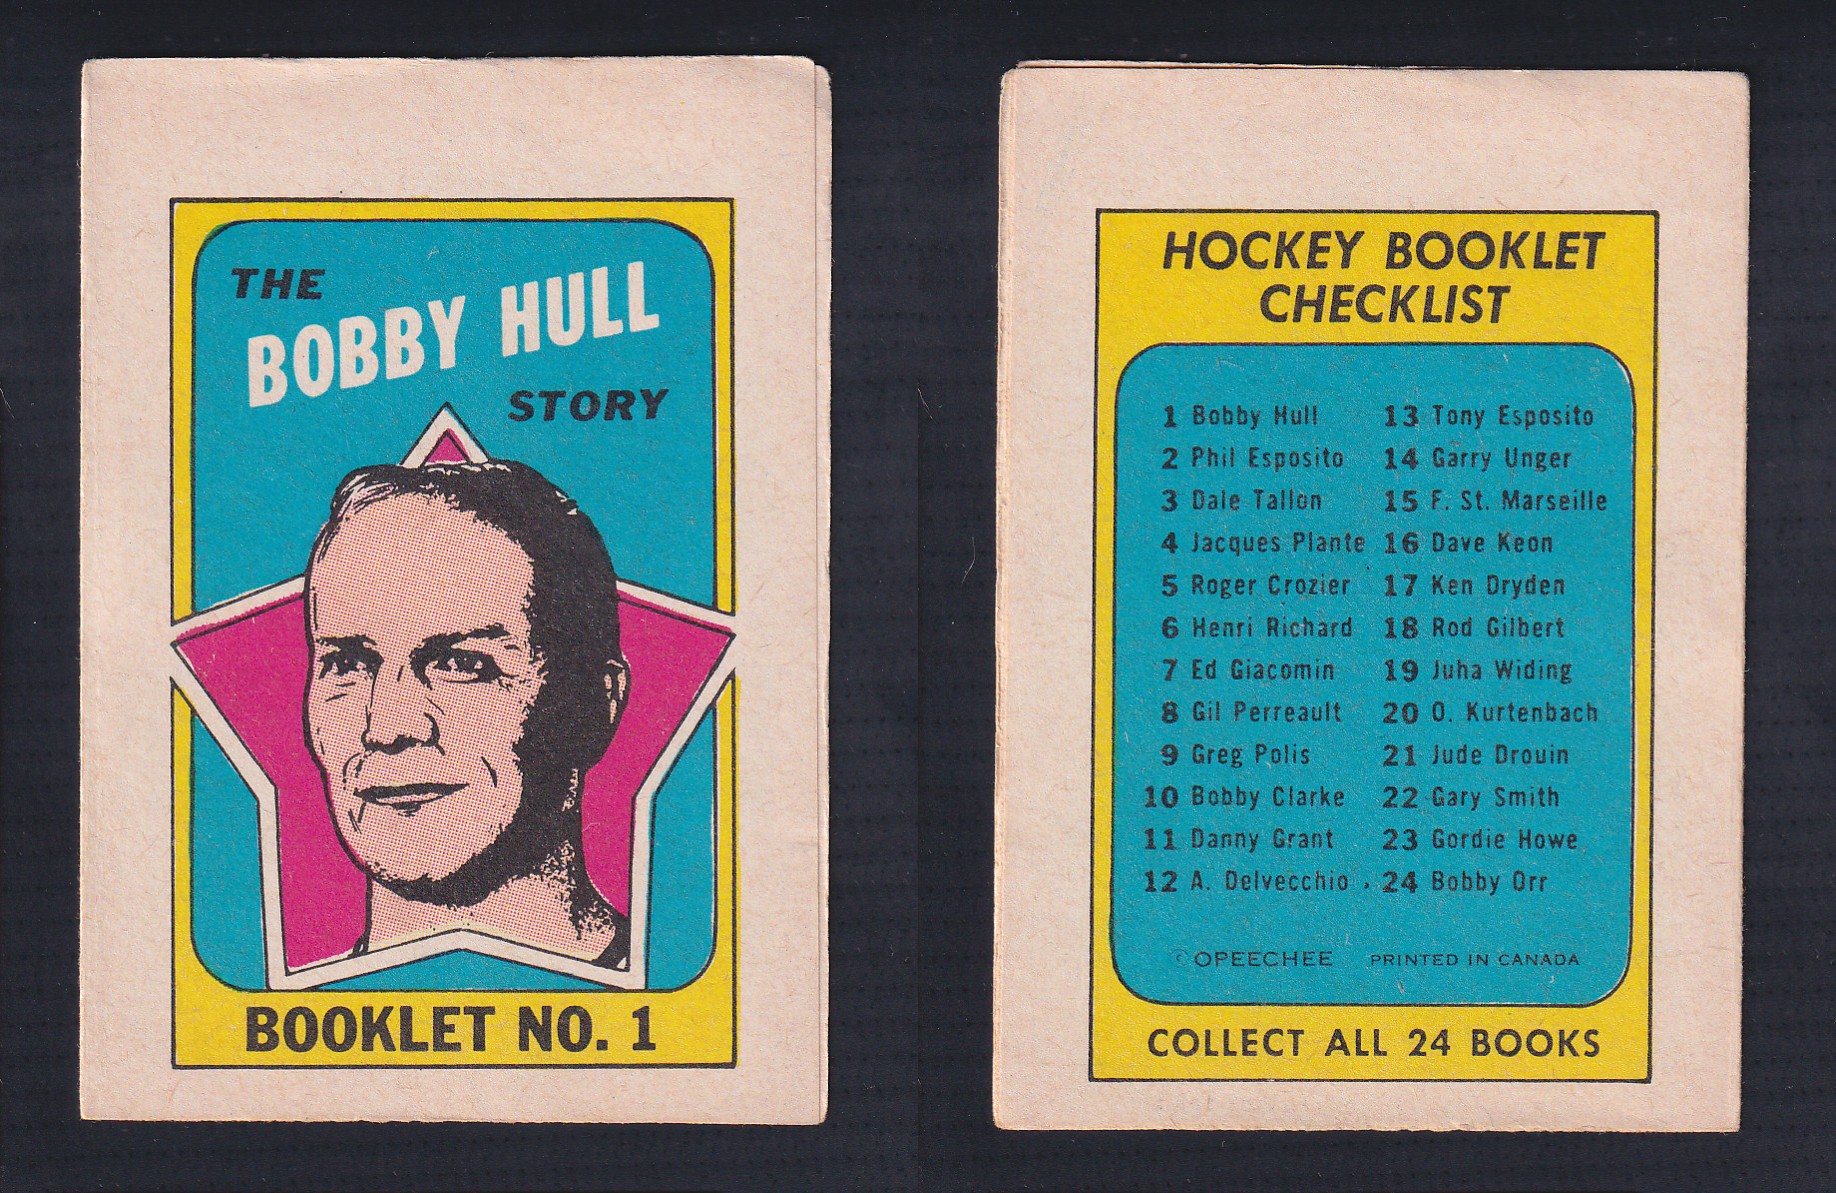 THE
BOBBY HULL
STORY
BOOKLET NO. 1
HOCKEY BOOKLET
CHECKLIST
1 Bobby Hull 13 Tony Esposito
2 Phil Esposito 14 Garry Unger
3 Dale Tallon 15 F. St. Marseille
4 Jacques Plante 16 Dave Keon
5 Roger Crozier 17 Ken Dryden
6 Henri Richard 18 Rod Gilbert
7 Ed Giacomin 19 Juha Widing
8 Gil Perreault 20 O. Kurtenbach
9 Greg Polis 21 Jude Drouin
10 Bobby Clarke 22 Gary Smith
11 Danny Grant 23 Gordie Howe
12 A. Delvecchio 24 Bobby Orr
© OPEECHEE PRINTED IN CANADA
COLLECT ALL 24 BOOKS